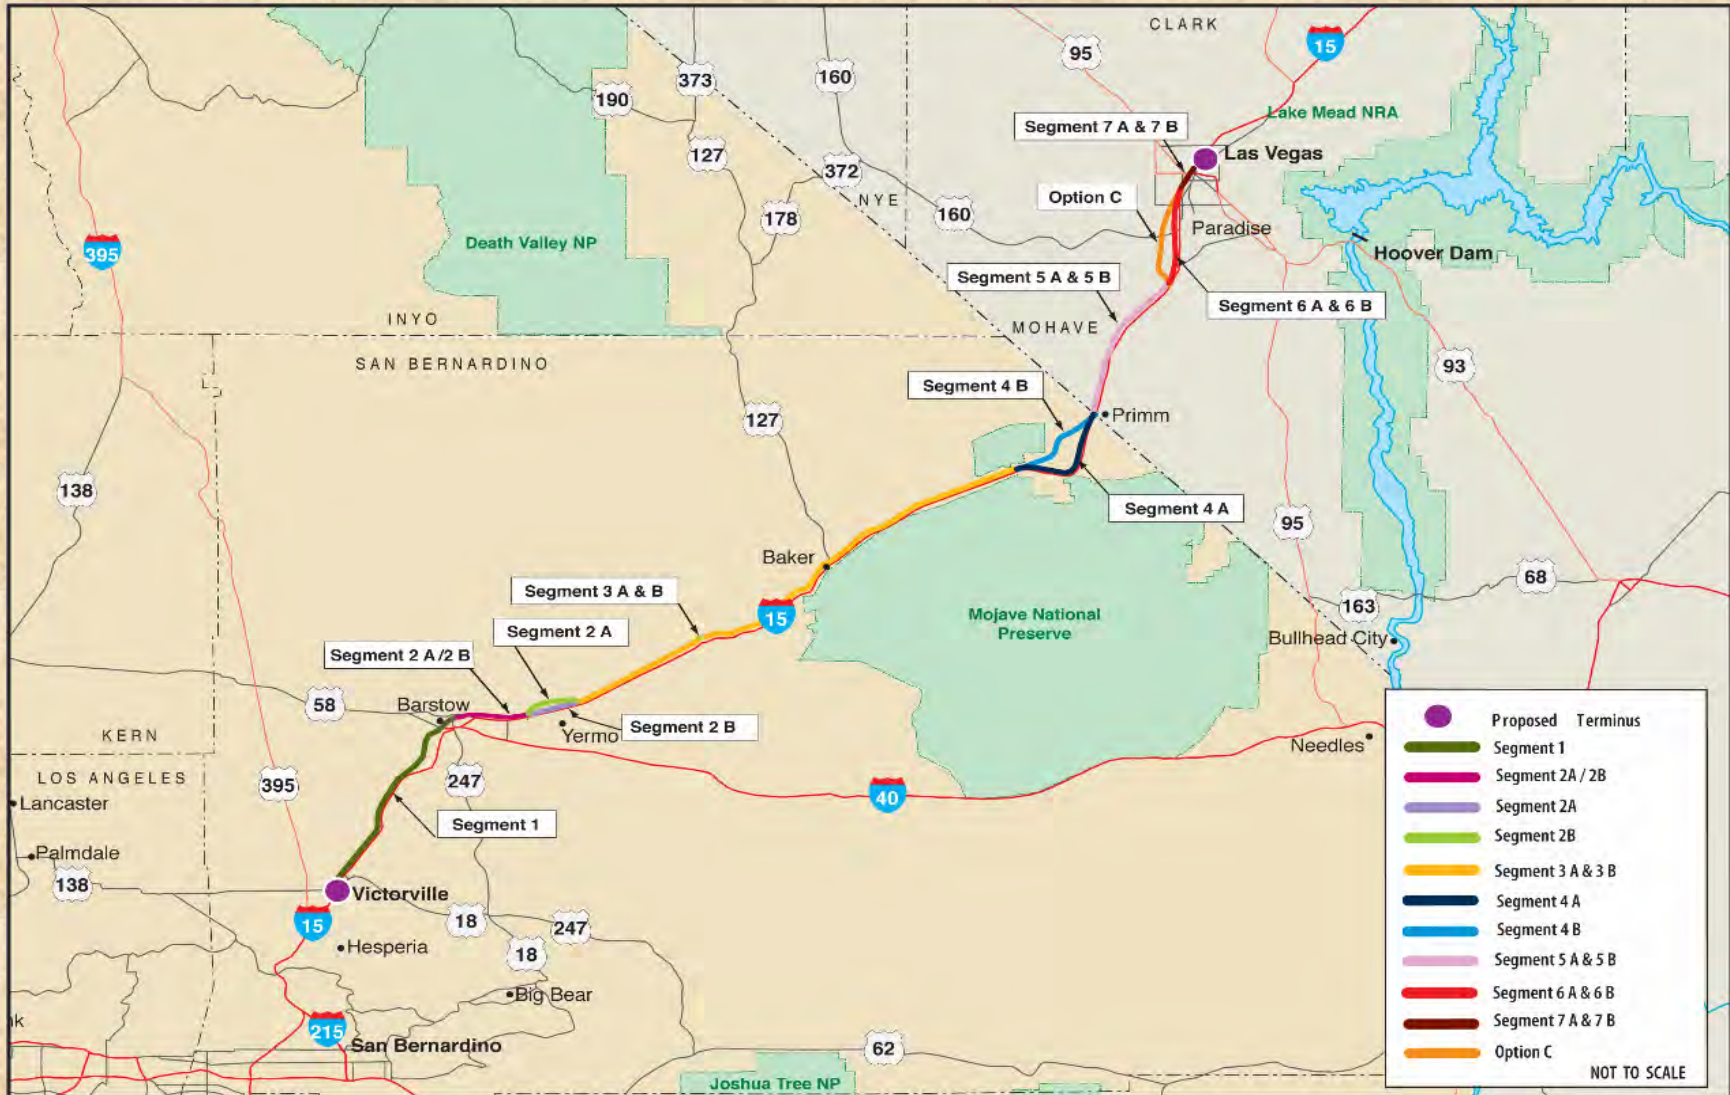 CLARK
95
15
373
160
190
Lake Mead NRA
Segment 7 A & 7 B
127
Las Vegas
372
NYE
Option C
160
178
Paradise
Death Valley NP
395
Hoover Dam
Segment 5 A & 5 B
Segment 6 A & 6 B
INYO
MOHAVE
SAN BERNARDINO
93
Segment 4 B
127
Primm
138
Segment 4 A
95
Baker
Segment 3 A & B
68
15
163
Mojave National
Preserve
Segment 2 A
Bullhead City
Segment 2 A /2 B
58
Barstow
Segment 2 B
Yermo
KERN
Needles
LOS ANGELES
395
247
40
Lancaster
Segment 1
Palmdale
138
Victorville
15
18
247
Hesperia
18
Big Bear
215
San Bernardino
62
Joshua Tree NP
Proposed Terminus
Segment 1
Segment 2A / 2B
Segment 2A
Segment 2B
Segment 3 A & 3 B
Segment 4 A
Segment 4 B
Segment 5 A & 5 B
Segment 6 A & 6 B
Segment 7 A & 7 B
Option C
NOT TO SCALE